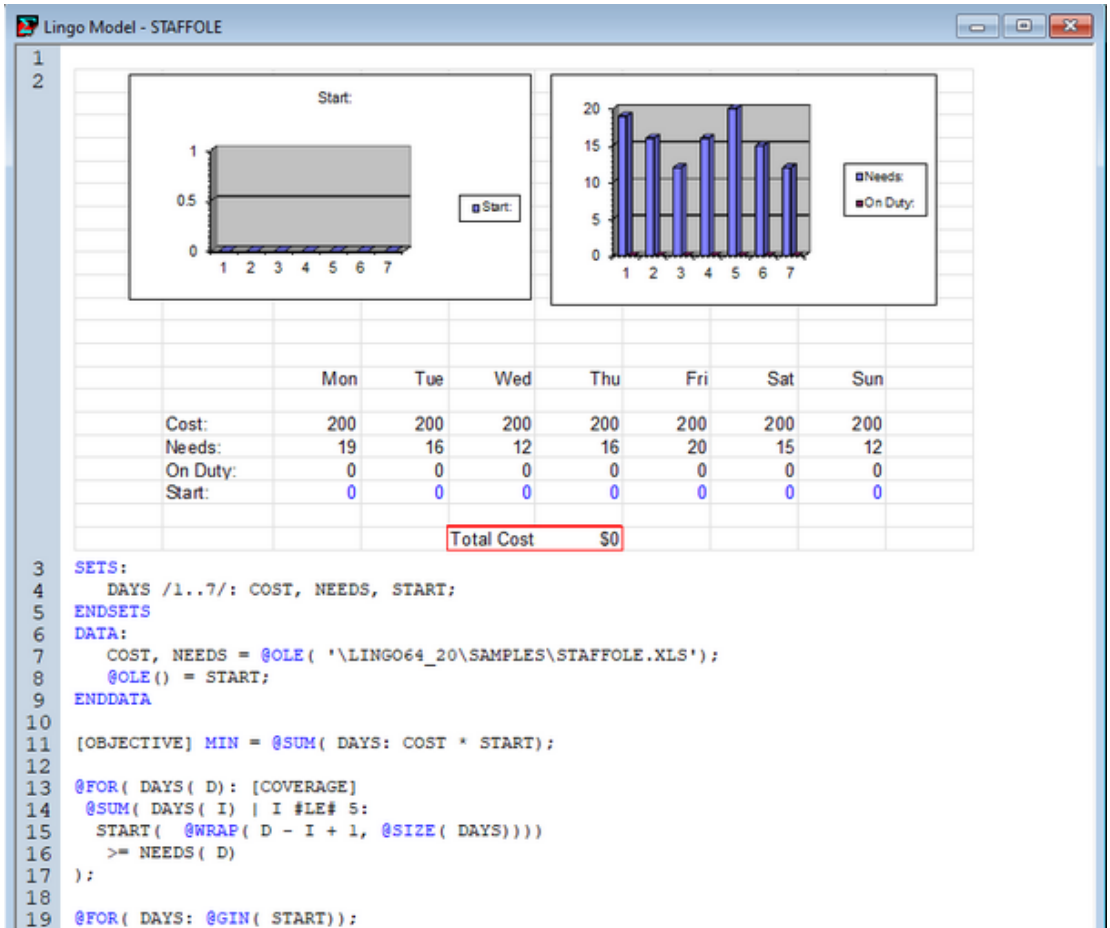 Lingo Model - STAFFOLE
1
2
Start:
1
0.5
0
1 2 3 4 5 6 7
Start:
20
15
10
5
0
1 2 3 4 5 6 7
Needs:
On Duty:
Mon Tue Wed Thu Fri Sat Sun
Cost: 200 200 200 200 200 200 200
Needs: 19 16 12 16 20 15 12
On Duty: 0 0 0 0 0 0 0
Start: 0 0 0 0 0 0 0
Total Cost $0
3 SETS:
4 DAYS /1..7/: COST, NEEDS, START;
5 ENDSETS
6 DATA:
7 COST, NEEDS = @OLE( '\LINGO64_20\SAMPLES\STAFFOLE.XLS');
8 @OLE() = START;
9 ENDDATA
10
11 [OBJECTIVE] MIN = @SUM( DAYS: COST * START);
12
13 @FOR( DAYS( D): [COVERAGE]
14 @SUM( DAYS( I) | I #LE# 5:
15 START( @WRAP( D - I + 1, @SIZE( DAYS))))
16 >= NEEDS( D)
17 );
18
19 @FOR( DAYS: @GIN( START));